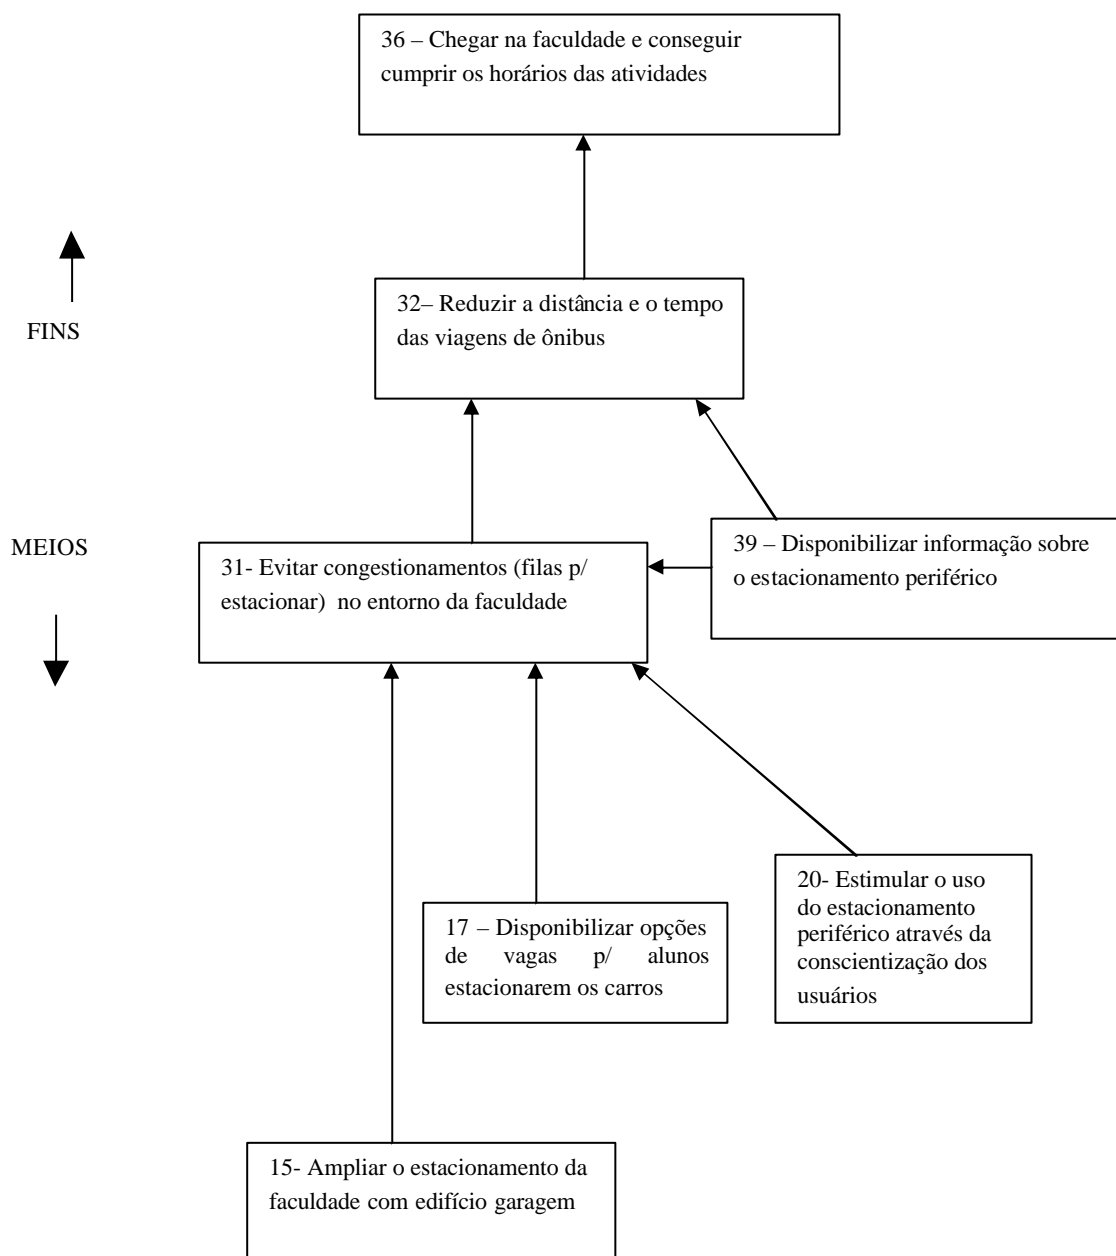 36 – Chegar na faculdade e conseguir
cumprir os horários das atividades
FINS
32– Reduzir a distância e o tempo
das viagens de ônibus
MEIOS
31- Evitar congestionamentos (filas p/
estacionar) no entorno da faculdade
39 – Disponibilizar informação sobre
o estacionamento periférico
17 – Disponibilizar opções
de vagas p/ alunos
estacionarem os carros
20- Estimular o uso
do estacionamento
periférico através da
conscientização dos
usuários
15- Ampliar o estacionamento da
faculdade com edifício garagem